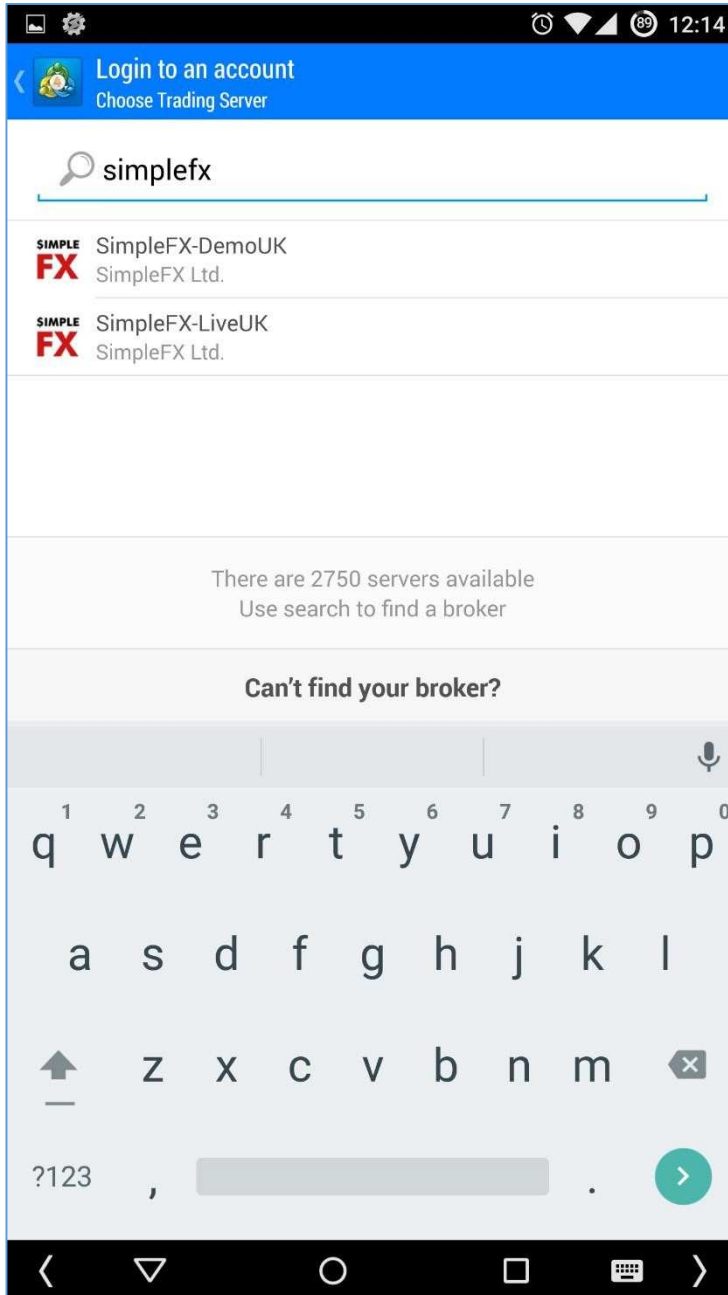 89 12:14
Login to an account
Choose Trading Server
simplefx
SIMPLE FX
SimpleFX-DemoUK
SimpleFX Ltd.
SIMPLE FX
SimpleFX-LiveUK
SimpleFX Ltd.
There are 2750 servers available
Use search to find a broker
Can't find your broker?
1 2 3 4 5 6 7 8 9 0
q w e r t y u i o p
a s d f g h j k l
z x c v b n m
?123 , .